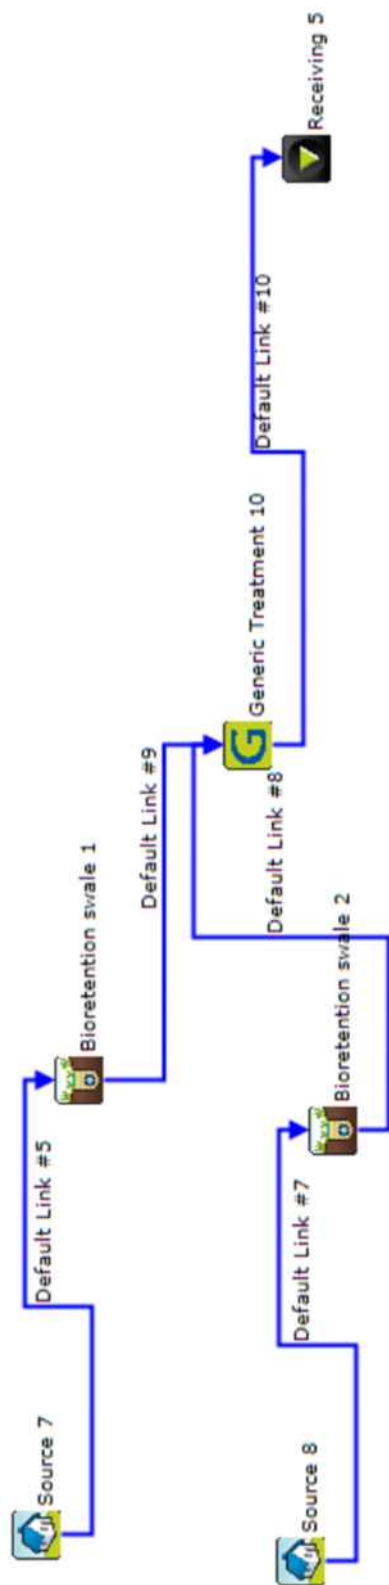 Source 7
Default Link #5
Bioretention swale 1
Default Link #9
Source 8
Default Link #7
Bioretention swale 2
Default Link #8
Generic Treatment 10
G
Default Link #10
Receiving 5